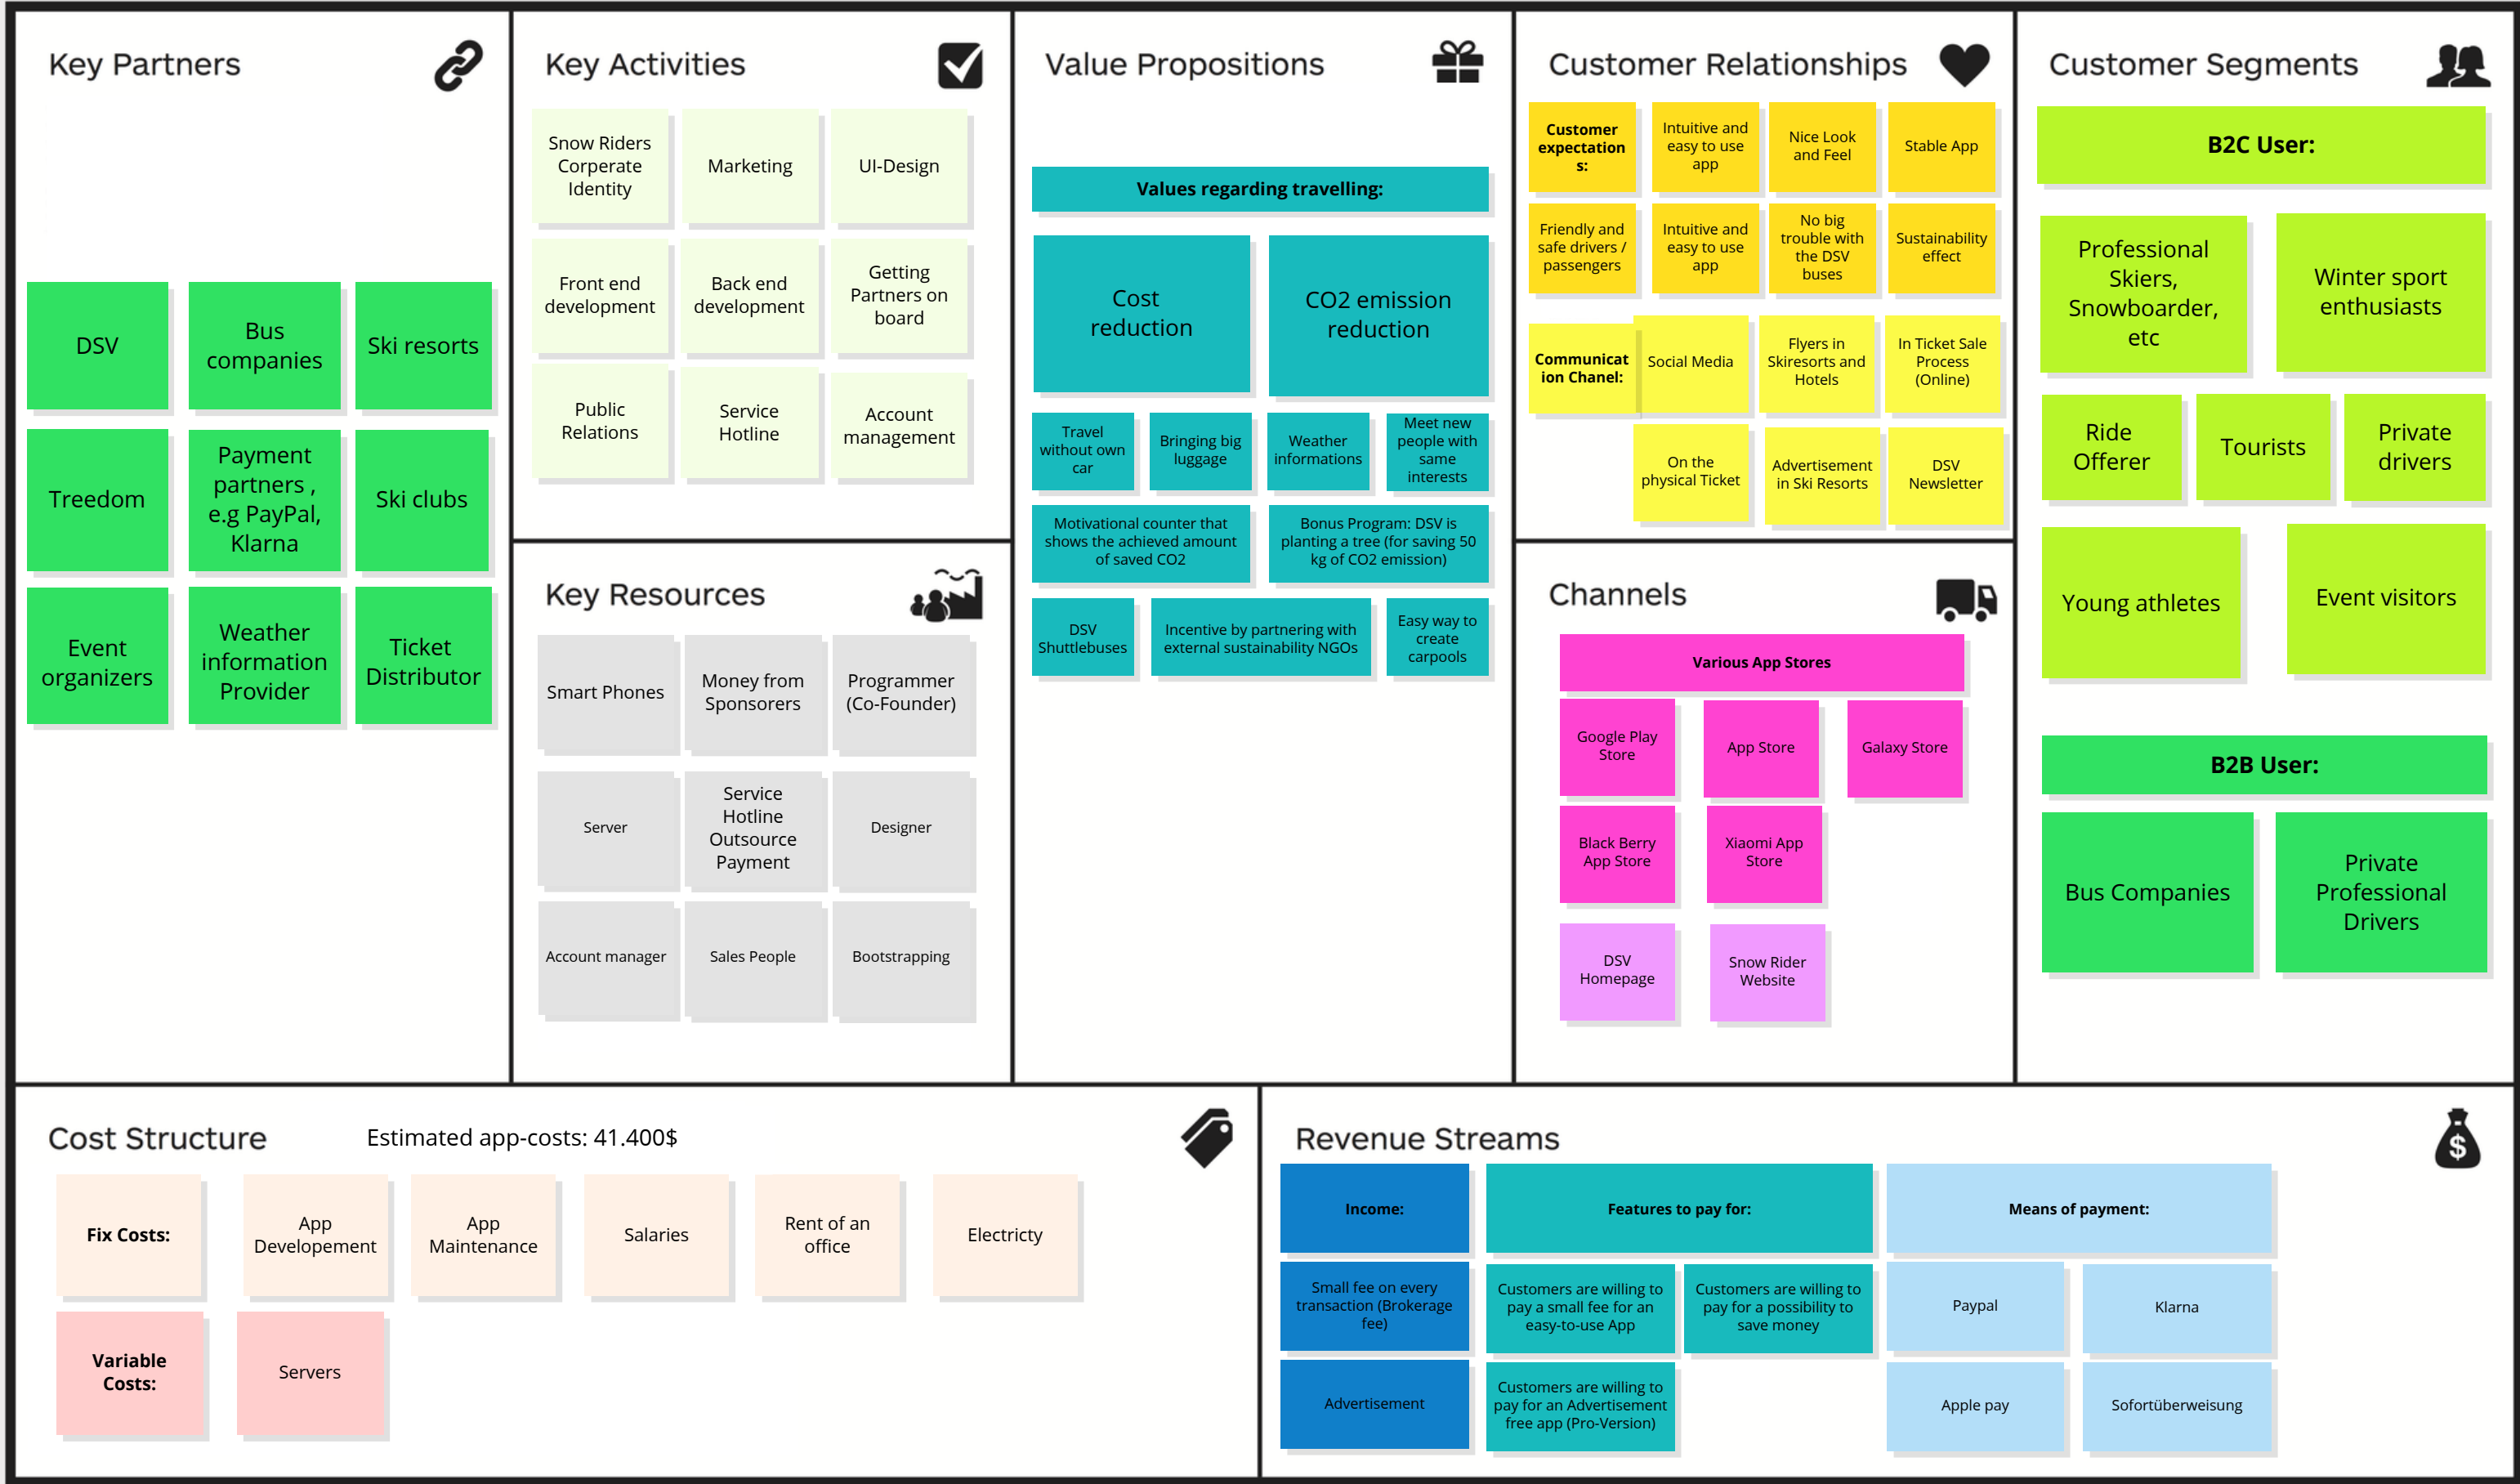 Key Partners
DSV
Bus
companies
Ski resorts
Treedom
Payment
partners ,
e.g PayPal,
Klarna
Ski clubs
Event
organizers
Weather
information
Provider
Ticket
Distributor
Key Activities
Snow Riders
Corperate
Identity
Marketing
UI-Design
Front end
development
Back end
development
Getting
Partners on
board
Public
Relations
Service
Hotline
Account
management
Key Resources
Smart Phones
Money from
Sponsorers
Programmer
(Co-Founder)
Server
Service
Hotline
Outsource
Payment
Designer
Account manager
Sales People
Bootstrapping
Value Propositions
Values regarding travelling:
Cost
reduction
CO2 emission
reduction
Travel
without own
car
Bringing big
luggage
Weather
informations
Meet new
people with
same
interests
Motivational counter that
shows the achieved amount
of saved CO2
Bonus Program: DSV is
planting a tree (for saving 50
kg of CO2 emission)
DSV
Shuttlebuses
Incentive by partnering with
external sustainability NGOs
Easy way to
create
carpools
Customer Relationships
Customer
expectation
s:
Intuitive and
easy to use
app
Nice Look
and Feel
Stable App
Friendly and
safe drivers /
passengers
Intuitive and
easy to use
app
No big
trouble with
the DSV
buses
Sustainability
effect
Communicat
ion Chanel:
Social Media
Flyers in
Skiresorts and
Hotels
In Ticket Sale
Process
(Online)
On the
physical Ticket
Advertisement
in Ski Resorts
DSV
Newsletter
Channels
Various App Stores
Google Play
Store
App Store
Galaxy Store
Black Berry
App Store
Xiaomi App
Store
DSV
Homepage
Snow Rider
Website
Customer Segments
B2C User:
Professional
Skiers,
Snowboarder,
etc
Winter sport
enthusiasts
Ride
Offerer
Tourists
Private
drivers
Young athletes
Event visitors
B2B User:
Bus Companies
Private
Professional
Drivers
Cost Structure
Estimated app-costs: 41.400$
Fix Costs:
App
Developement
App
Maintenance
Salaries
Rent of an
office
Electricty
Variable
Costs:
Servers
Revenue Streams
$
Income:
Features to pay for:
Means of payment:
Small fee on every
transaction (Brokerage
fee)
Customers are willing to
pay a small fee for an
easy-to-use App
Customers are willing to
pay for a possibility to
save money
Paypal
Klarna
Advertisement
Customers are willing to
pay for an Advertisement
free app (Pro-Version)
Apple pay
Sofortüberweisung